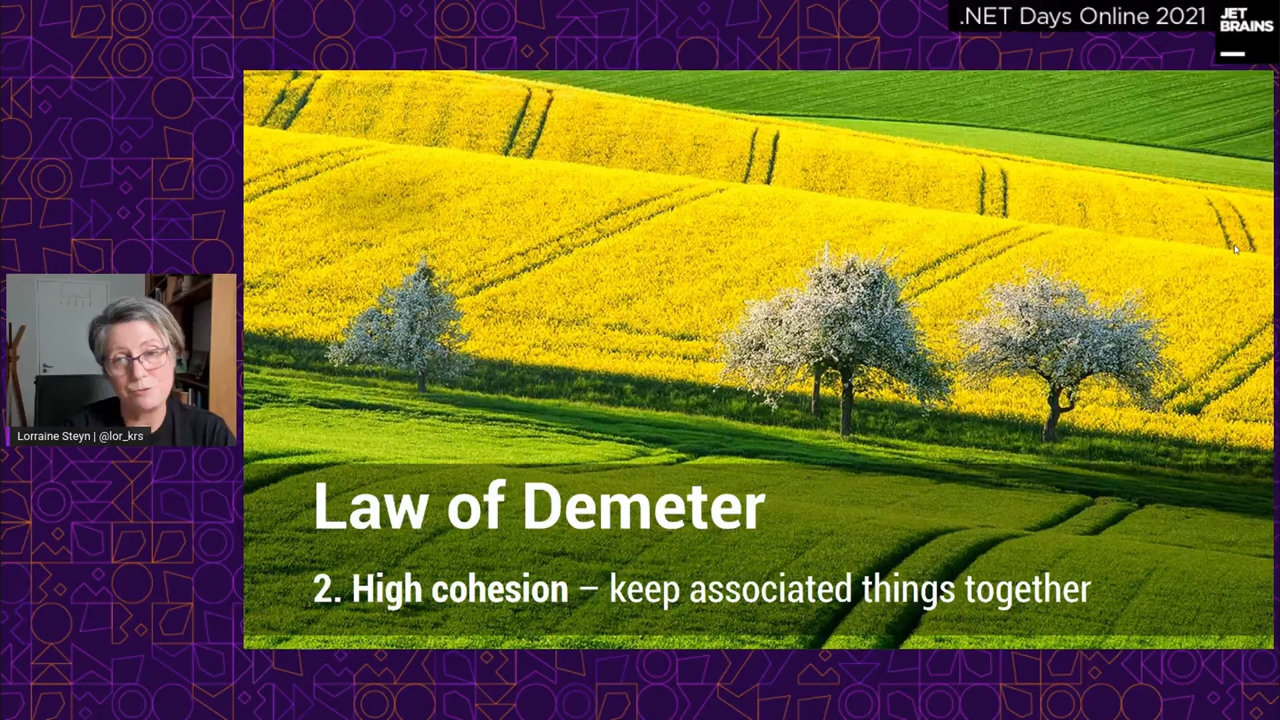 .NET Days Online 2021
JET
BRAINS
Lorraine Steyn | @lor_krs
Law of Demeter
2. High cohesion – keep associated things together